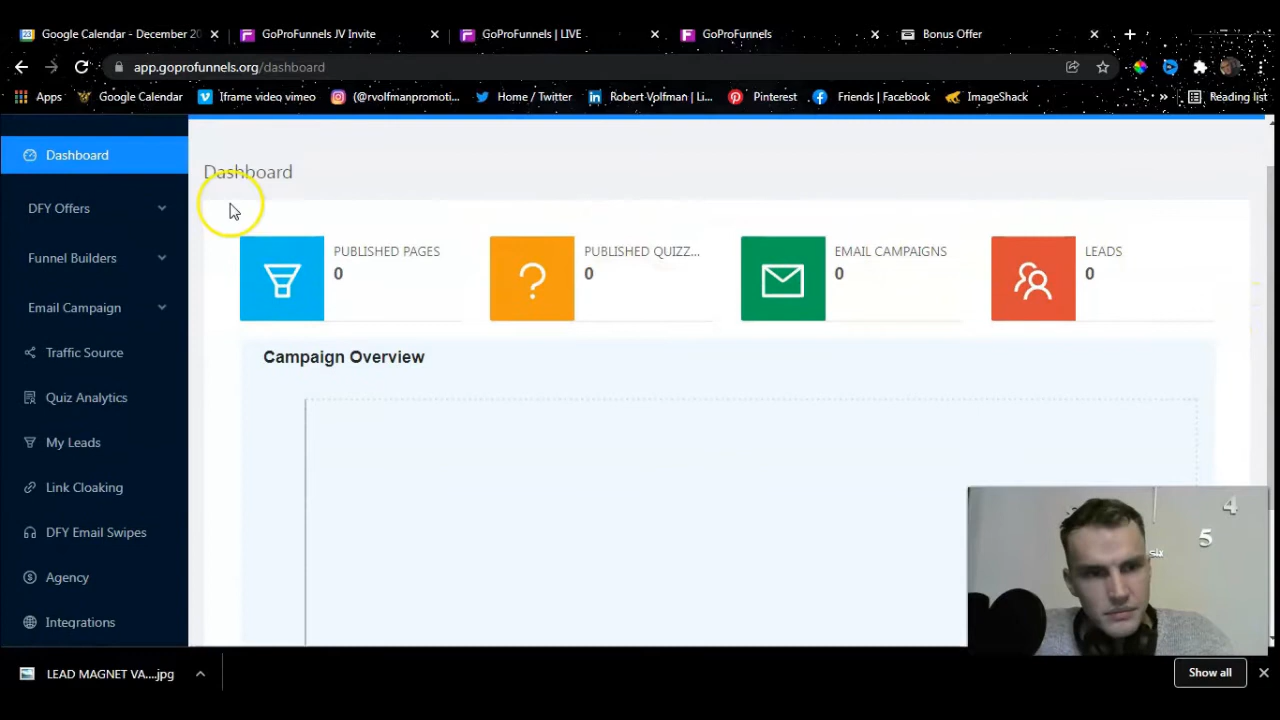 Google Calendar - December 20
GoProFunnels JV Invite
GoProFunnels | LIVE
GoProFunnels
Bonus Offer
app.goprofunnels.org/dashboard
Apps
Google Calendar
Iframe video vimeo
(@rvolfmanpromoti...
Home / Twitter
Robert Volfman | Li...
Pinterest
Friends | Facebook
ImageShack
»
Reading list
Dashboard
DFY Offers
Funnel Builders
Email Campaign
Traffic Source
Quiz Analytics
My Leads
Link Cloaking
DFY Email Swipes
Agency
Integrations
Dashboard
PUBLISHED PAGES
0
PUBLISHED QUIZZ...
0
EMAIL CAMPAIGNS
0
LEADS
0
Campaign Overview
4
5
six
LEAD MAGNET VA....jpg
Show all